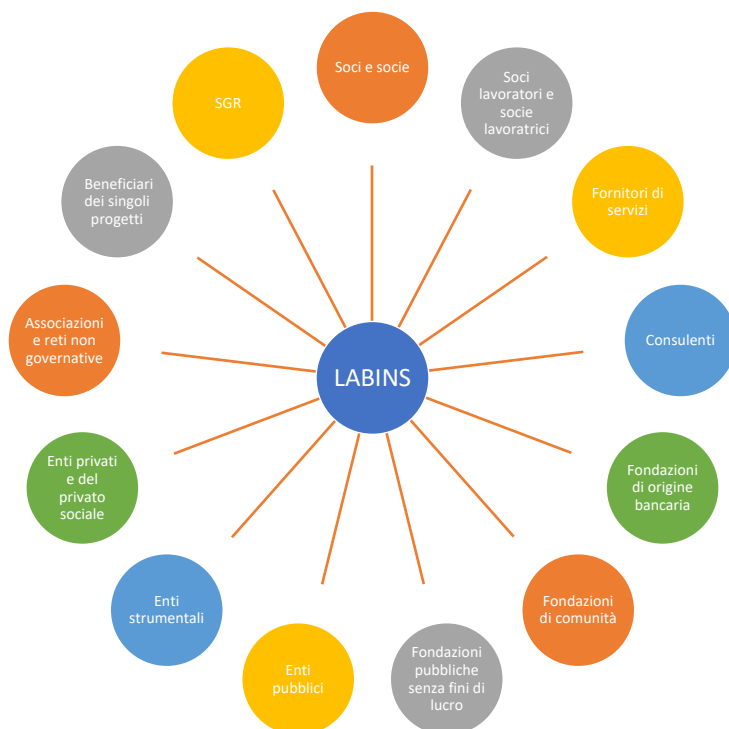 Soci e socie
Soci
lavoratori e
socie
lavoratrici
Fornitori di
servizi
Consulenti
Fondazioni
di origine
bancaria
Fondazioni
di comunità
Fondazioni
pubbliche
senza fini di
lucro
Enti
pubblici
Enti
strumentali
Enti privati
e del
privato
sociale
Associazioni
e reti non
governative
Beneficiari
dei singoli
progetti
SGR
LABINS